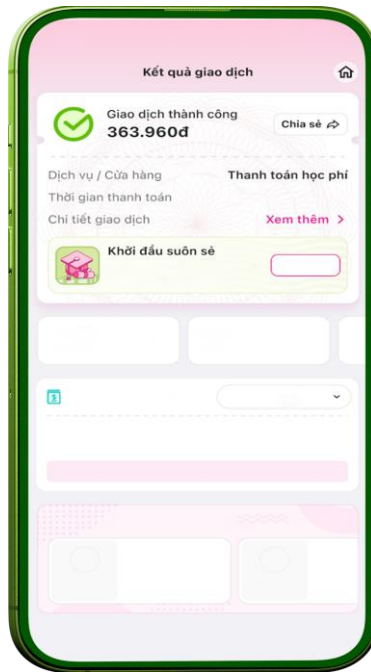 Kết quả giao dịch
Giao dịch thành công
363.960đ
Chia sẻ
Dịch vụ / Cửa hàng Thanh toán học phí
Thời gian thanh toán
Chi tiết giao dịch Xem thêm >
Khởi đầu suôn sẻ
$